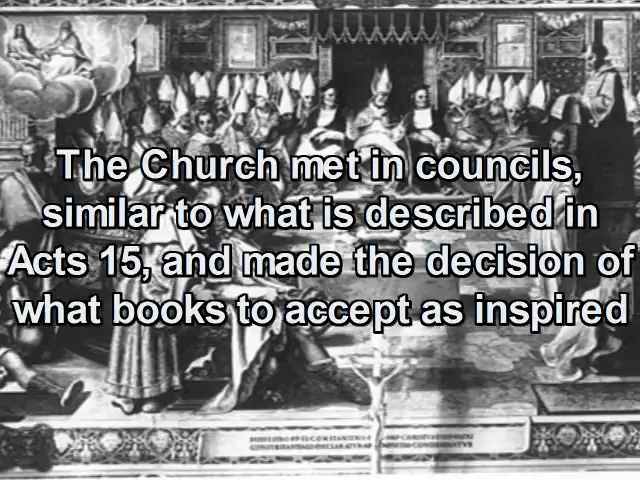 The Church met in councils,
similar to what is described in
Acts 15, and made the decision of
what books to accept as inspired